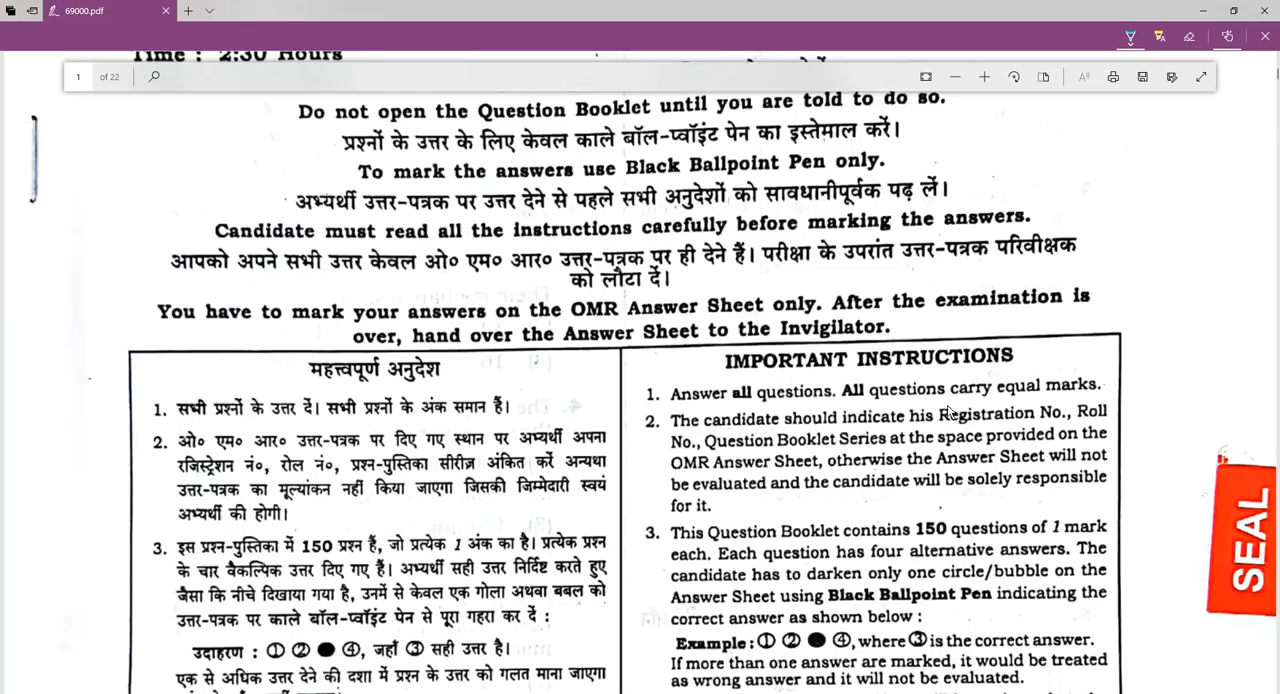 69000.pdf
Time : 2:30 Hours
1 of 22
Do not open the Question Booklet until you are told to do so.
प्रश्नों के उत्तर के लिए केवल काले बॉल-प्वॉइंट पेन का इस्तेमाल करें।
To mark the answers use Black Ballpoint Pen only.
अभ्यर्थी उत्तर-पत्रक पर उत्तर देने से पहले सभी अनुदेशों को सावधानीपूर्वक पढ़ लें।
Candidate must read all the instructions carefully before marking the answers.
आपको अपने सभी उत्तर केवल ओ० एम० आर० उत्तर-पत्रक पर ही देने हैं। परीक्षा के उपरांत उत्तर-पत्रक परिवीक्षक
को लौटा दें।
You have to mark your answers on the OMR Answer Sheet only. After the examination is
over, hand over the Answer Sheet to the Invigilator.
महत्त्वपूर्ण अनुदेश
1. सभी प्रश्नों के उत्तर दें। सभी प्रश्नों के अंक समान हैं।
2. ओ० एम० आर० उत्तर-पत्रक पर दिए गए स्थान पर अभ्यर्थी अपना
रजिस्ट्रेशन नं०, रोल नं०, प्रश्न-पुस्तिका सीरीज़ अंकित करें अन्यथा
उत्तर-पत्रक का मूल्यांकन नहीं किया जाएगा जिसकी जिम्मेदारी स्वयं
अभ्यर्थी की होगी।
3. इस प्रश्न-पुस्तिका में 150 प्रश्न हैं, जो प्रत्येक 1 अंक का है। प्रत्येक प्रश्न
के चार वैकल्पिक उत्तर दिए गए हैं। अभ्यर्थी सही उत्तर निर्दिष्ट करते हुए
जैसा कि नीचे दिखाया गया है, उनमें से केवल एक गोला अथवा बबल को
उत्तर-पत्रक पर काले बॉल-प्वॉइंट पेन से पूरा गहरा कर दें :
उदाहरण : ① ② ● ④, जहाँ ③ सही उत्तर है।
एक से अधिक उत्तर देने की दशा में प्रश्न के उत्तर को गलत माना जाएगा
IMPORTANT INSTRUCTIONS
1. Answer all questions. All questions carry equal marks.
2. The candidate should indicate his Registration No., Roll
No., Question Booklet Series at the space provided on the
OMR Answer Sheet, otherwise the Answer Sheet will not
be evaluated and the candidate will be solely responsible
for it.
3. This Question Booklet contains 150 questions of 1 mark
each. Each question has four alternative answers. The
candidate has to darken only one circle/bubble on the
Answer Sheet using Black Ballpoint Pen indicating the
correct answer as shown below :
Example : ① ② ● ④, where ③ is the correct answer.
If more than one answer are marked, it would be treated
as wrong answer and it will not be evaluated.
SEAL